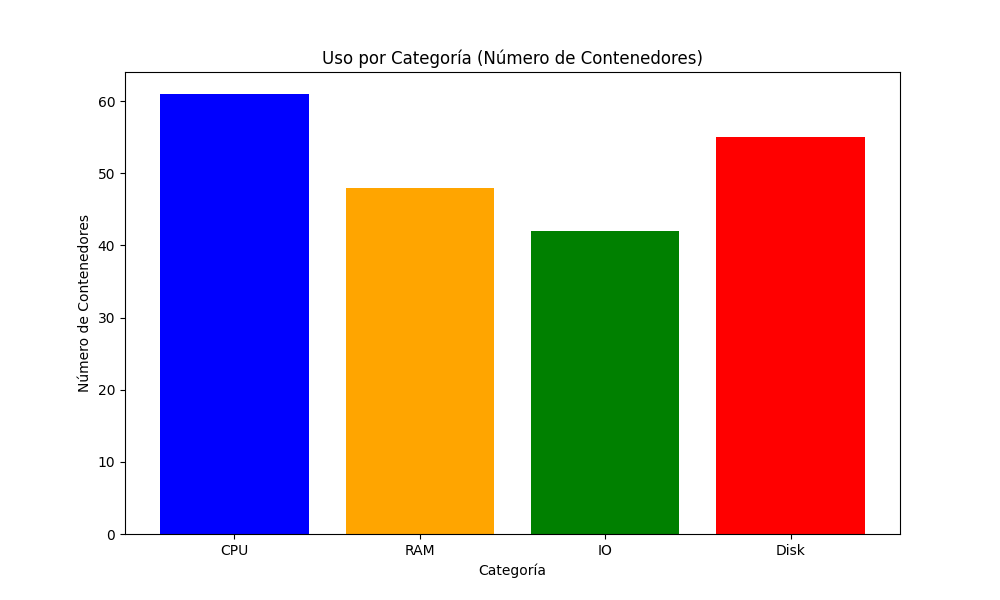 Uso por Categoría (Número de Contenedores)
Número de Contenedores
60
50
40
30
20
10
0
CPU RAM IO Disk
Categoría